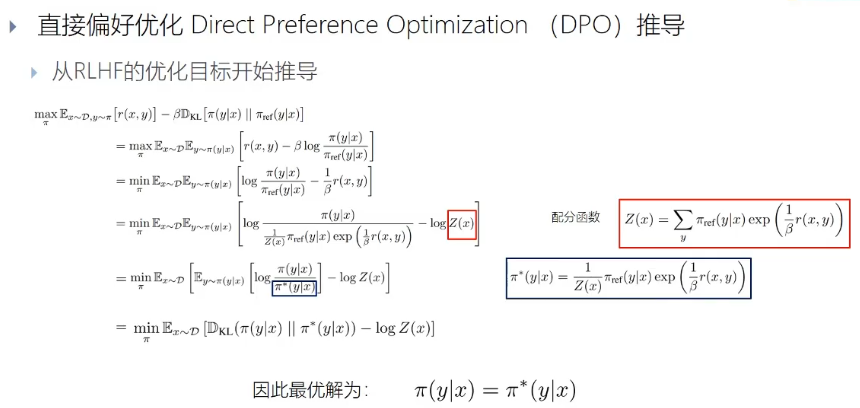 直接偏好优化 Direct Preference Optimization （DPO）推导
从RLHF的优化目标开始推导
$\max_{\pi} \mathbb{E}_{x\sim\mathcal{D},y\sim\pi}[r(x,y)] - \beta\mathbb{D}_{\mathrm{KL}}[\pi(y|x) \,||\, \pi_{\mathrm{ref}}(y|x)]$
$= \max_{\pi} \mathbb{E}_{x\sim\mathcal{D}}\mathbb{E}_{y\sim\pi(y|x)}\left[r(x,y) - \beta\log\frac{\pi(y|x)}{\pi_{\mathrm{ref}}(y|x)}\right]$
$= \min_{\pi} \mathbb{E}_{x\sim\mathcal{D}}\mathbb{E}_{y\sim\pi(y|x)}\left[\log\frac{\pi(y|x)}{\pi_{\mathrm{ref}}(y|x)} - \frac{1}{\beta}r(x,y)\right]$
$= \min_{\pi} \mathbb{E}_{x\sim\mathcal{D}}\mathbb{E}_{y\sim\pi(y|x)}\left[\log\frac{\pi(y|x)}{\frac{1}{Z(x)}\pi_{\mathrm{ref}}(y|x)\exp\left(\frac{1}{\beta}r(x,y)\right)} - \log Z(x)\right]$
配分函数 $Z(x) = \sum_{y}\pi_{\mathrm{ref}}(y|x)\exp\left(\frac{1}{\beta}r(x,y)\right)$
$= \min_{\pi} \mathbb{E}_{x\sim\mathcal{D}}\left[\mathbb{E}_{y\sim\pi(y|x)}\left[\log\frac{\pi(y|x)}{\pi^*(y|x)}\right] - \log Z(x)\right]$
$\pi^*(y|x) = \frac{1}{Z(x)}\pi_{\mathrm{ref}}(y|x)\exp\left(\frac{1}{\beta}r(x,y)\right)$
$= \min_{\pi} \mathbb{E}_{x\sim\mathcal{D}}\left[\mathbb{D}_{\mathrm{KL}}(\pi(y|x) \,||\, \pi^*(y|x)) - \log Z(x)\right]$
因此最优解为： $\pi(y|x) = \pi^*(y|x)$